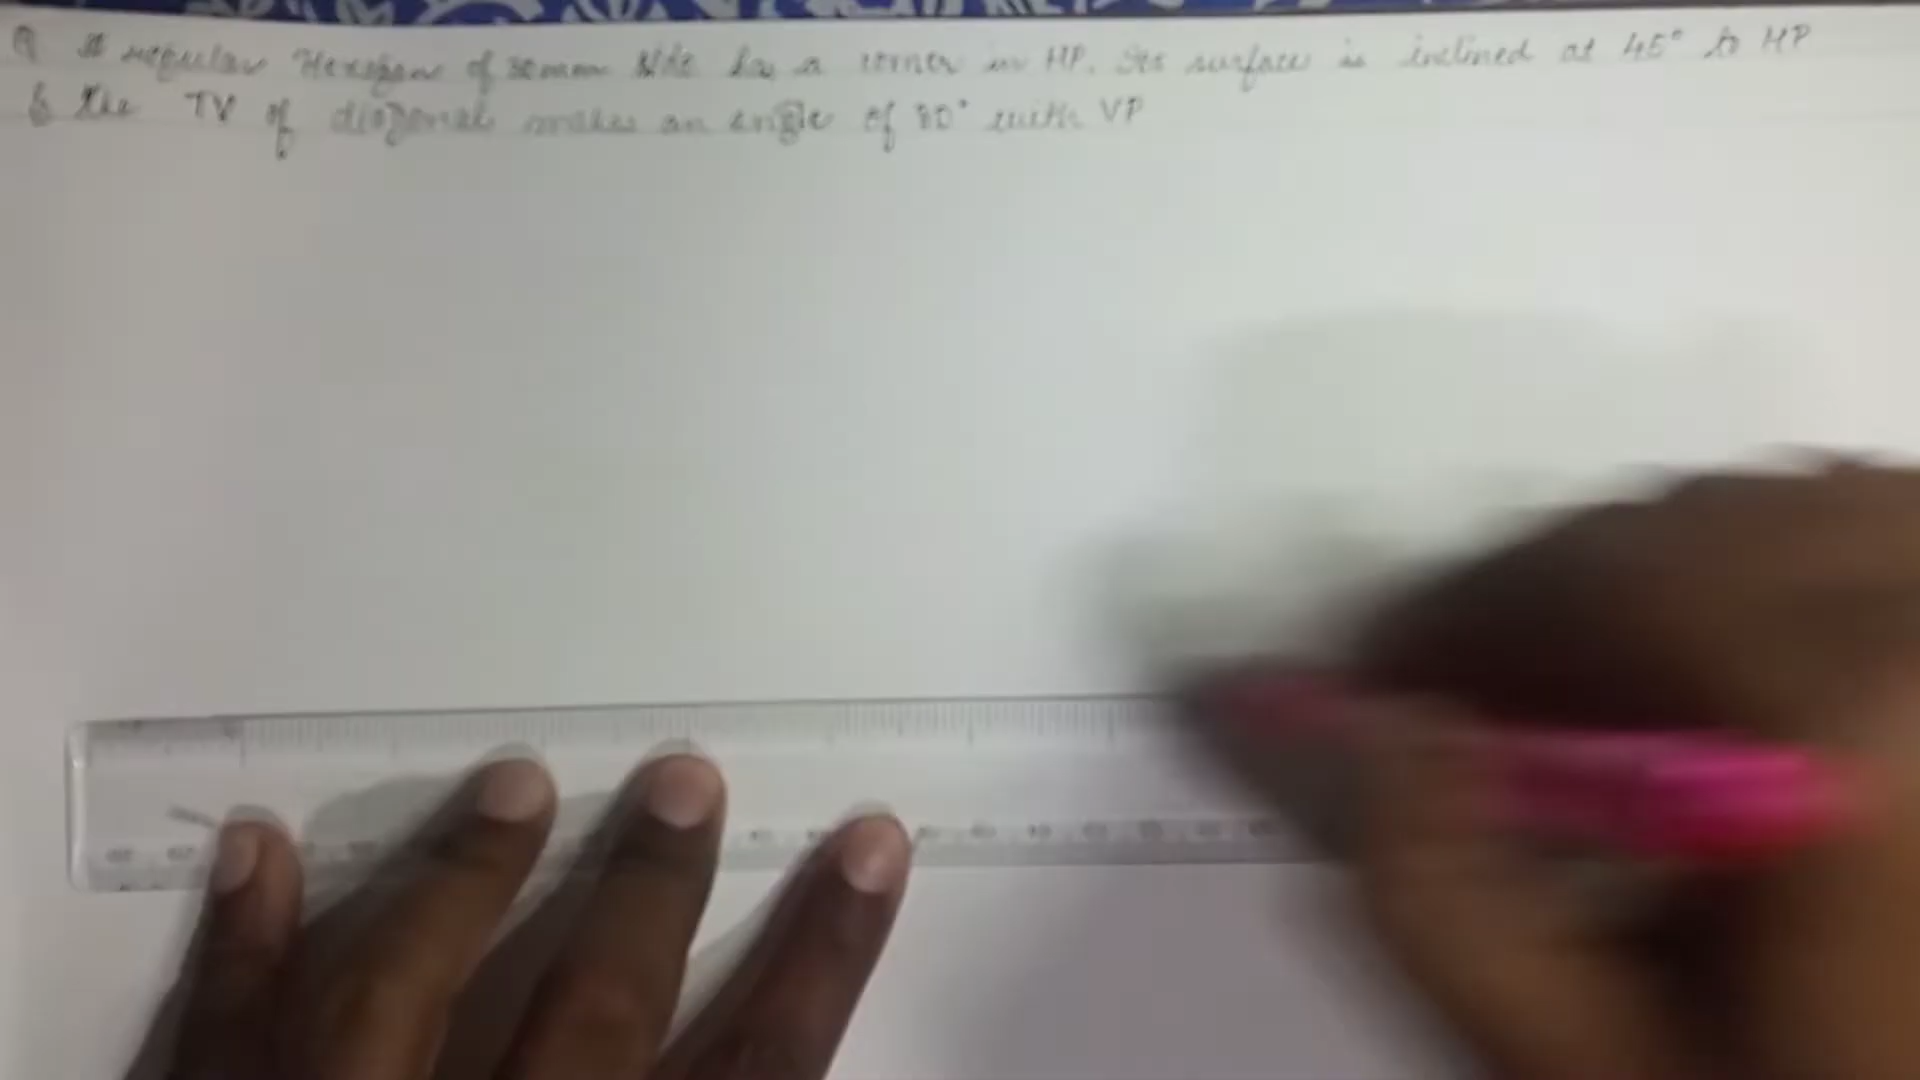 Q A regular Hexagon of 30mm side has a corner in HP. Its surface is inclined at 45° to HP
& the TV of diagonal makes an angle of with VP